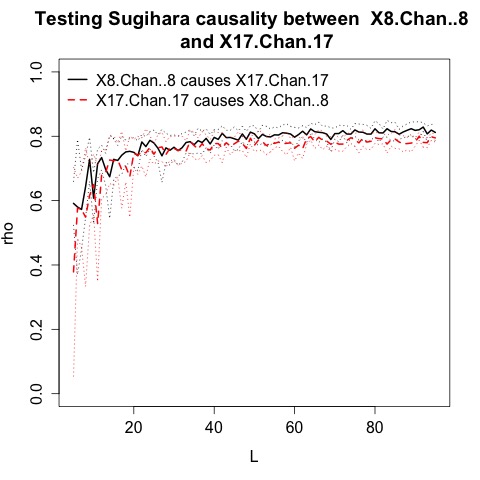 Testing Sugihara causality between  X8.Chan..8
and X17.Chan.17
X8.Chan..8 causes X17.Chan.17
X17.Chan.17 causes X8.Chan..8
rho
1.0
0.8
0.6
0.4
0.2
0.0
20 40 60 80
L